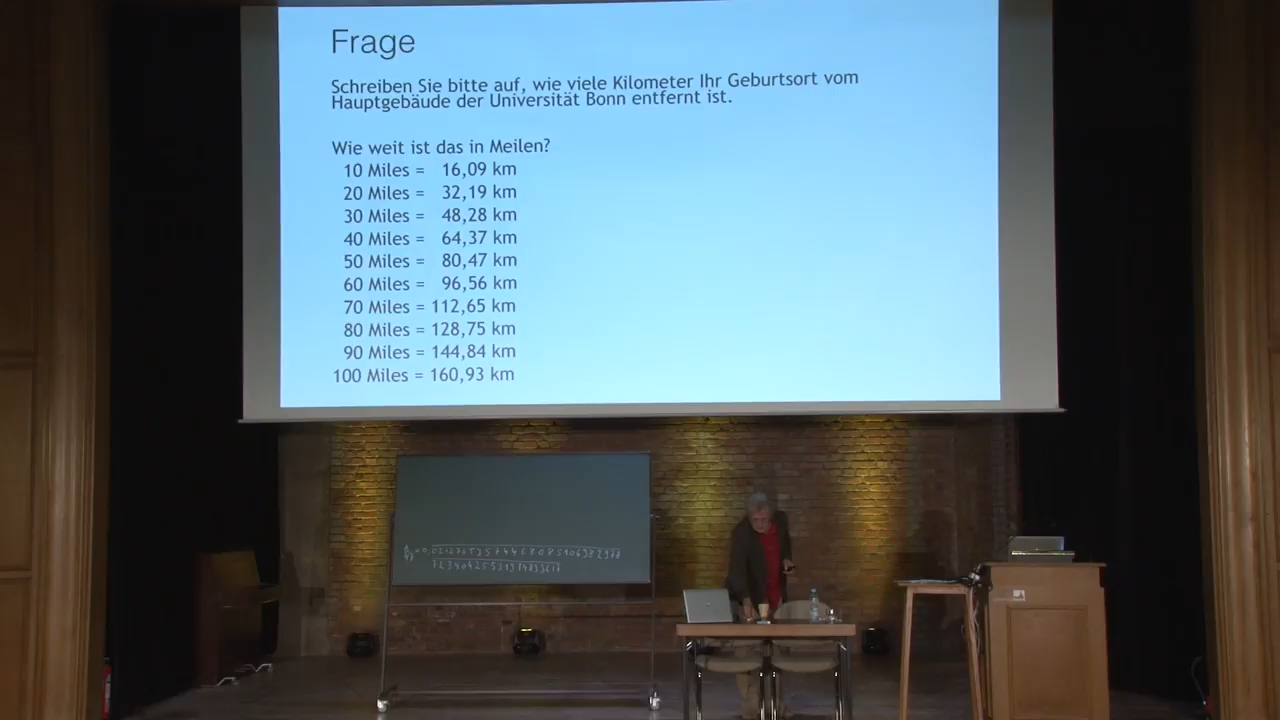 Frage
Schreiben Sie bitte auf, wie viele Kilometer Ihr Geburtsort vom
Hauptgebäude der Universität Bonn entfernt ist.
Wie weit ist das in Meilen?
10 Miles = 16,09 km
20 Miles = 32,19 km
30 Miles = 48,28 km
40 Miles = 64,37 km
50 Miles = 80,47 km
60 Miles = 96,56 km
70 Miles = 112,65 km
80 Miles = 128,75 km
90 Miles = 144,84 km
100 Miles = 160,93 km